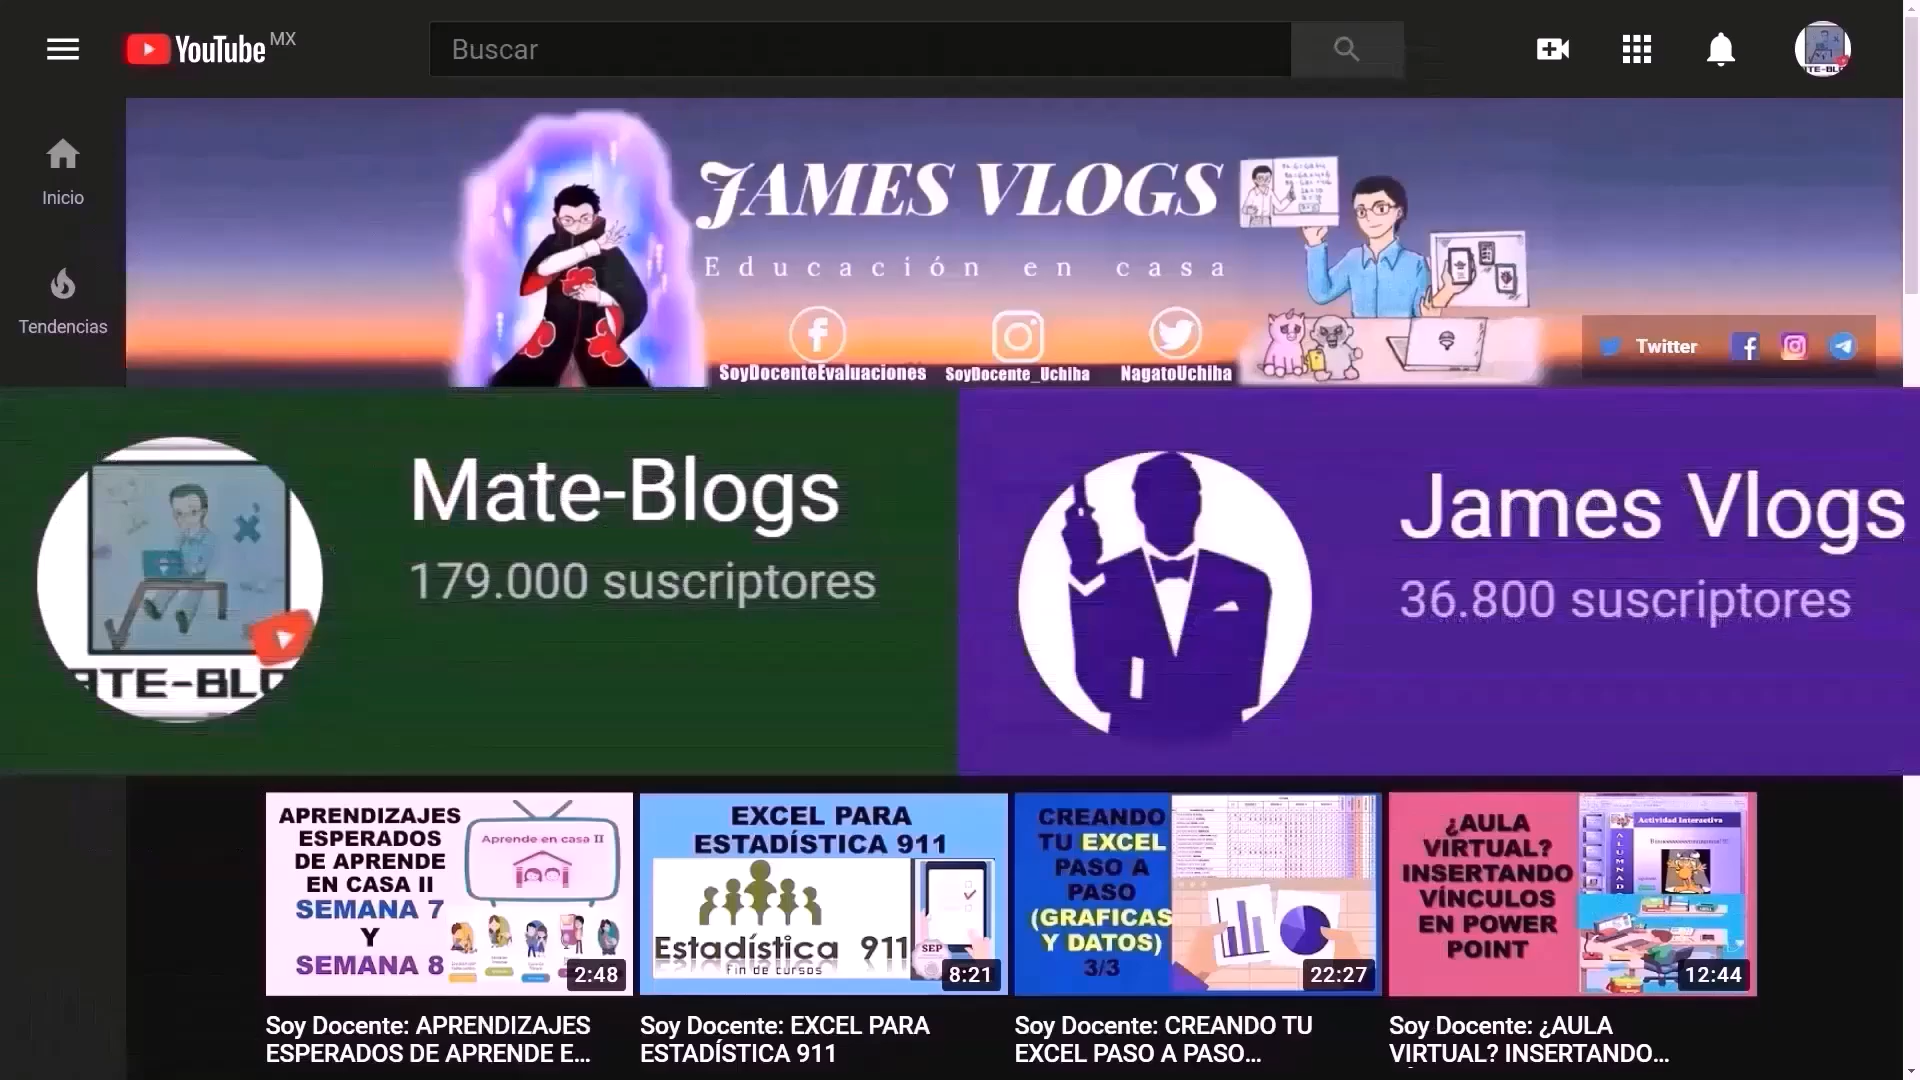 YouTube MX
Buscar
Inicio
Tendencias
JAMES VLOGS
Educación en casa
SoyDocenteEvaluaciones
SoyDocente_Uchiha
NagatoUchiha
Twitter
Mate-Blogs
179.000 suscriptores
ATE-BLO
James Vlogs
36.800 suscriptores
APRENDIZAJES
ESPERADOS
DE APRENDE
EN CASA II
SEMANA 7
Y
SEMANA 8
Aprende en casa II
2:48
EXCEL PARA
ESTADÍSTICA 911
Estadística 911
fin de cursos
SEP
8:21
CREANDO
TU EXCEL
PASO A
PASO
(GRAFICAS
Y DATOS)
3/3
22:27
¿AULA
VIRTUAL?
INSERTANDO
VÍNCULOS
EN POWER
POINT
Actividad Interactiva
ALUMNAD
12:44
Soy Docente: APRENDIZAJES
ESPERADOS DE APRENDE E...
Soy Docente: EXCEL PARA
ESTADÍSTICA 911
Soy Docente: CREANDO TU
EXCEL PASO A PASO...
Soy Docente: ¿AULA
VIRTUAL? INSERTANDO...